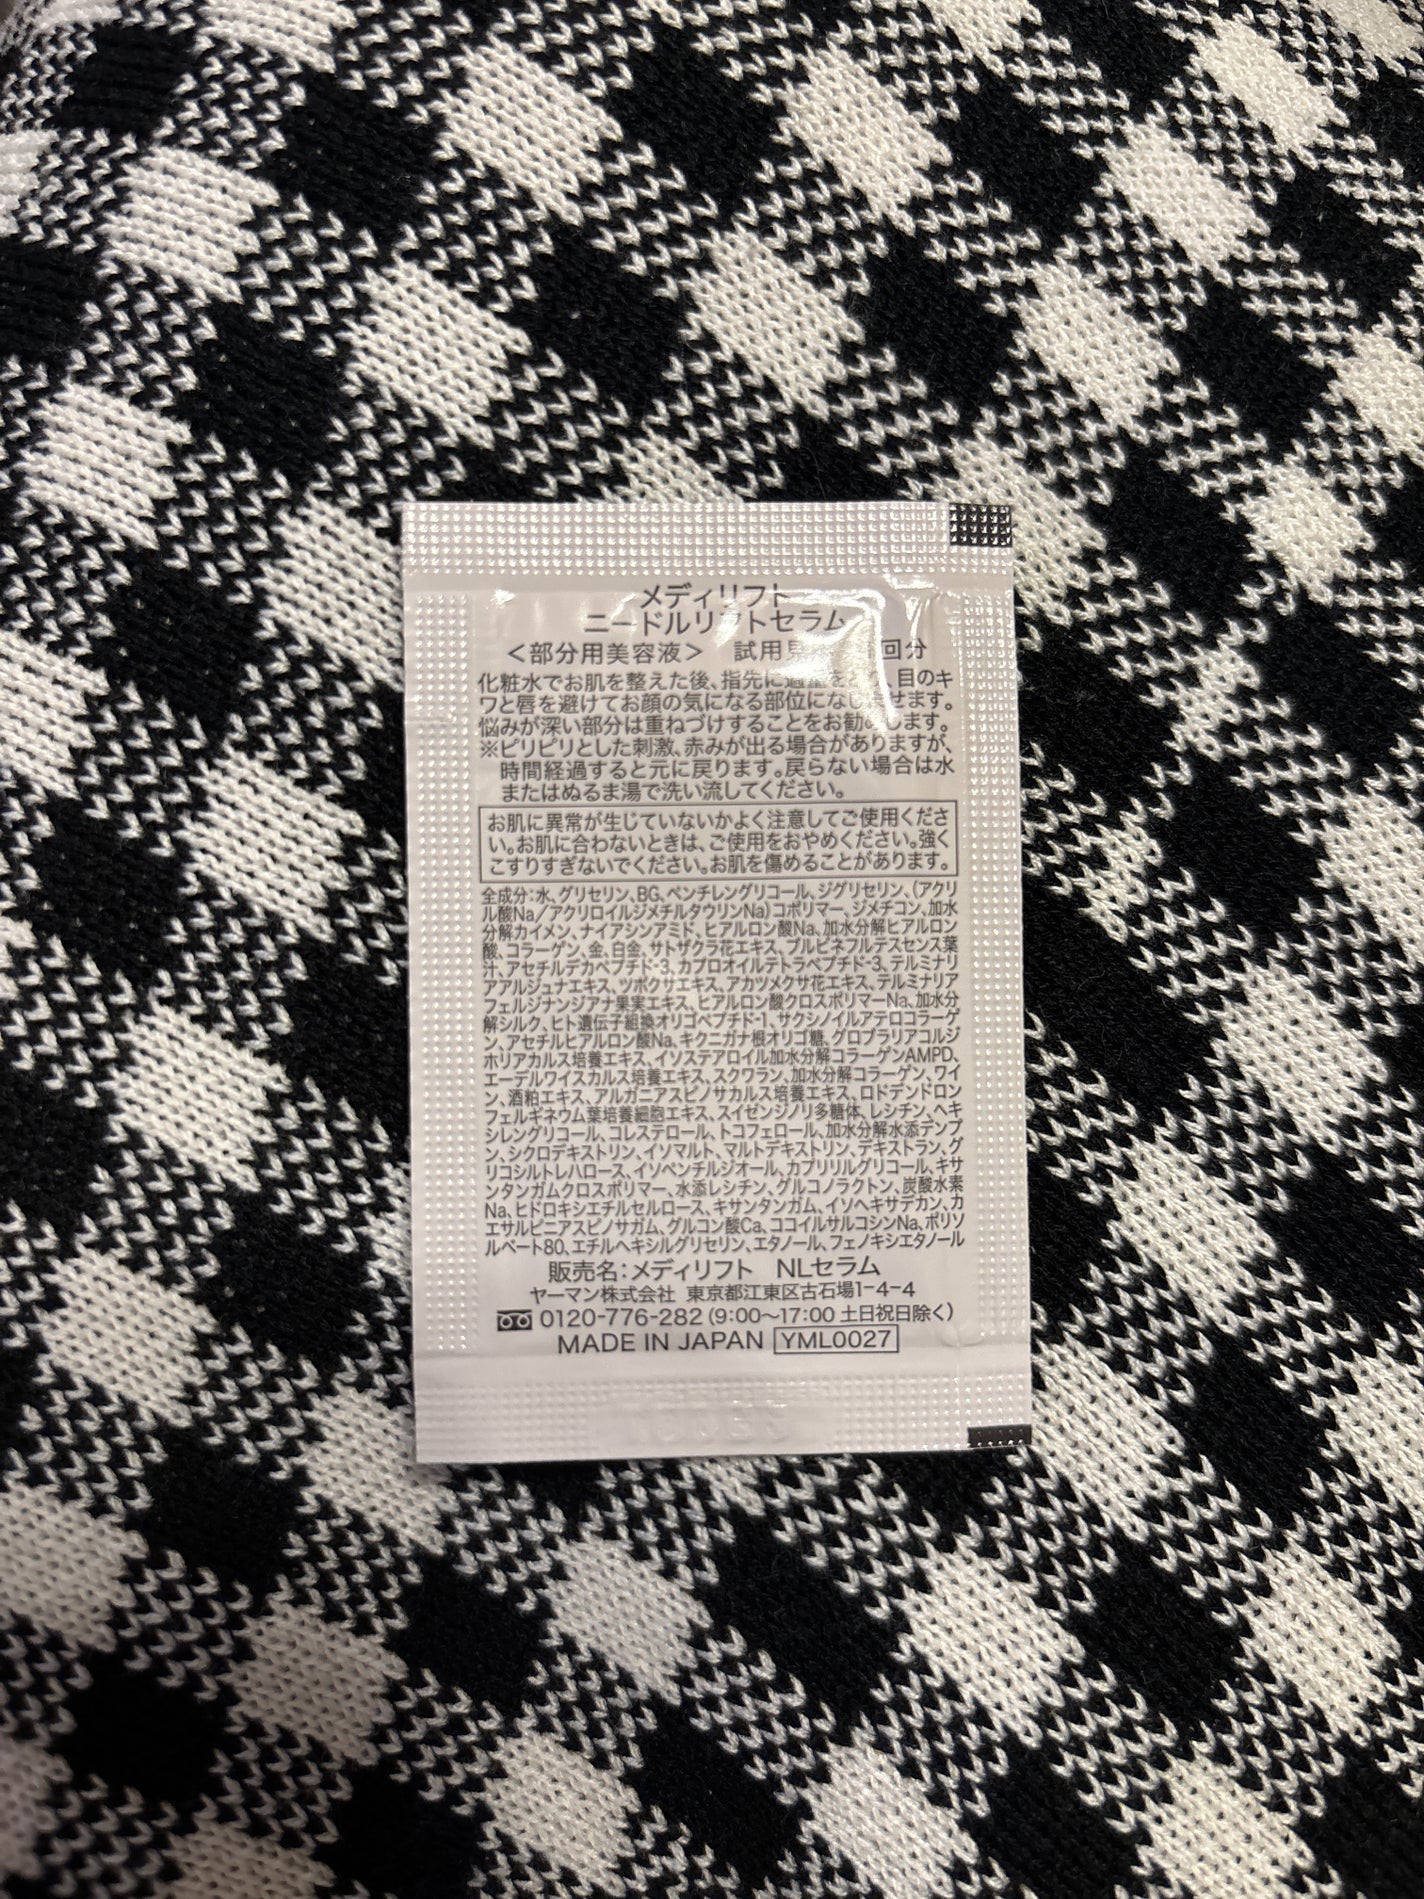 メディリフト
ニードルリフトセラム
＜部分用美容液＞ 試用 回分
化粧水でお肌を整えた後、指先に 、目のキ
ワと唇を避けてお顔の気になる部位になじませます。
悩みが深い部分は重ねづけすることをお勧めします。
※ピリピリとした刺激、赤みが出る場合がありますが、
時間経過すると元に戻ります。戻らない場合は水
またはぬるま湯で洗い流してください。
お肌に異常が生じていないかよく注意してご使用くださ
い。お肌に合わないときは、ご使用をおやめください。強く
こすりすぎないでください。お肌を傷めることがあります。
全成分：水、グリセリン、BG、ペンチレングリコール、ジグリセリン、（アクリ
ル酸Na／アクリロイルジメチルタウリンNa）コポリマー、ジメチコン、加水
分解カイメン、ナイアシンアミド、ヒアルロン酸Na、加水分解ヒアルロン
酸、コラーゲン、金、白金、サトザクラ花エキス、ブルビネフルテスセンス葉
汁、アセチルデカペプチド-3、カプロオイルテトラペプチド-3、テルミナリ
アアルジュナエキス、ツボクサエキス、アカツメクサ花エキス、テルミナリア
フェルジナンジアナ果実エキス、ヒアルロン酸クロスポリマーNa、加水分
解シルク、ヒト遺伝子組換オリゴペプチド-1、サクシノイルアテロコラーゲ
ン、アセチルヒアルロン酸Na、キクニガナ根オリゴ糖、グロブラリアコルジ
ホリアカルス培養エキス、イソステアロイル加水分解コラーゲンAMPD、
エーデルワイスカルス培養エキス、スクワラン、加水分解コラーゲン、ワイ
ン、酒粕エキス、アルガニアスピノサカルス培養エキス、ロドデンドロン
フェルギネウム葉培養細胞エキス、スイゼンジノリ多糖体、レシチン、ヘキ
シレングリコール、コレステロール、トコフェロール、加水分解水添デンプ
ン、シクロデキストリン、イソマルト、マルトデキストリン、デキストラン、グ
リコシルトレハロース、イソペンチルジオール、カプリリルグリコール、キサ
ンタンガムクロスポリマー、水添レシチン、グルコノラクトン、炭酸水素
Na、ヒドロキシエチルセルロース、キサンタンガム、イソヘキサデカン、カ
エサルピニアスピノサガム、グルコン酸Ca、ココイルサルコシンNa、ポリソ
ルベート80、エチルヘキシルグリセリン、エタノール、フェノキシエタノール
販売名：メディリフト NLセラム
ヤーマン株式会社 東京都江東区古石場1-4-4
0120-776-282（9:00～17:00 土日祝日除く）
MADE IN JAPAN YML0027